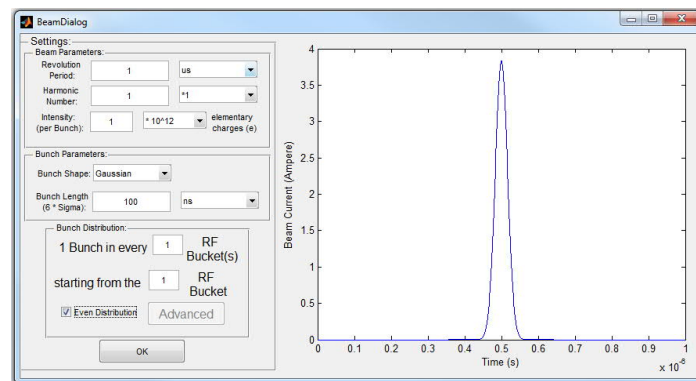 BeamDialog
Settings:
Beam Parameters:
Revolution Period: 1 us
Harmonic Number: 1 *1
Intensity: (per Bunch): 1 * 10^12 elementary charges (e)
Bunch Parameters:
Bunch Shape: Gaussian
Bunch Length (6 * Sigma): 100 ns
Bunch Distribution:
1 Bunch in every 1 RF Bucket(s)
starting from the 1 RF Bucket
Even Distribution Advanced
OK
Beam Current (Ampere)
4
3.5
3
2.5
2
1.5
1
0.5
0
0 0.1 0.2 0.3 0.4 0.5 0.6 0.7 0.8 0.9 1
Time (s)